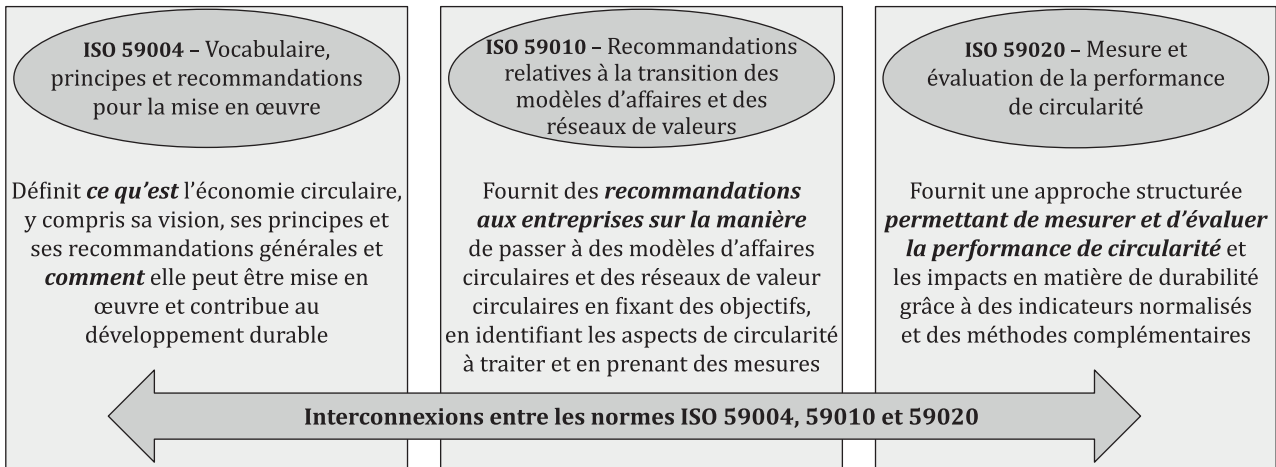 ISO 59004 – Vocabulaire,
principes et recommandations
pour la mise en œuvre
Définit ce qu'est l'économie circulaire,
y compris sa vision, ses principes et
ses recommandations générales et
comment elle peut être mise en
œuvre et contribue au
développement durable
ISO 59010 – Recommandations
relatives à la transition des
modèles d'affaires et des
réseaux de valeurs
Fournit des recommandations
aux entreprises sur la manière
de passer à des modèles d'affaires
circulaires et des réseaux de valeur
circulaires en fixant des objectifs,
en identifiant les aspects de circularité
à traiter et en prenant des mesures
ISO 59020 – Mesure et
évaluation de la performance
de circularité
Fournit une approche structurée
permettant de mesurer et d'évaluer
la performance de circularité et
les impacts en matière de durabilité
grâce à des indicateurs normalisés
et des méthodes complémentaires
Interconnexions entre les normes ISO 59004, 59010 et 59020